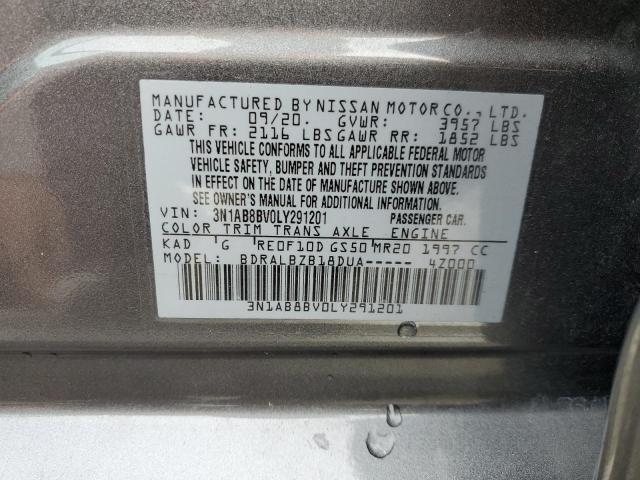 MANUFACTURED BY NISSAN MOTOR CO., LTD.
DATE: 09/20. GVWR: 3957 LBS
GAWR FR: 2116 LBS GAWR RR: 1852 LBS
THIS VEHICLE CONFORMS TO ALL APPLICABLE FEDERAL MOTOR
VEHICLE SAFETY, BUMPER AND THEFT PREVENTION STANDARDS
IN EFFECT ON THE DATE OF MANUFACTURE SHOWN ABOVE.
SEE OWNER'S MANUAL FOR ADDITIONAL INFORMATION.
VIN: 3N1AB8BV0LY291201 PASSENGER CAR.
COLOR TRIM TRANS AXLE ENGINE
KAD G RE0F10D GS50 MR20 1997 CC
MODEL: BDRALBZB18DUA----- 4Z000
3N1AB8BV0LY291201